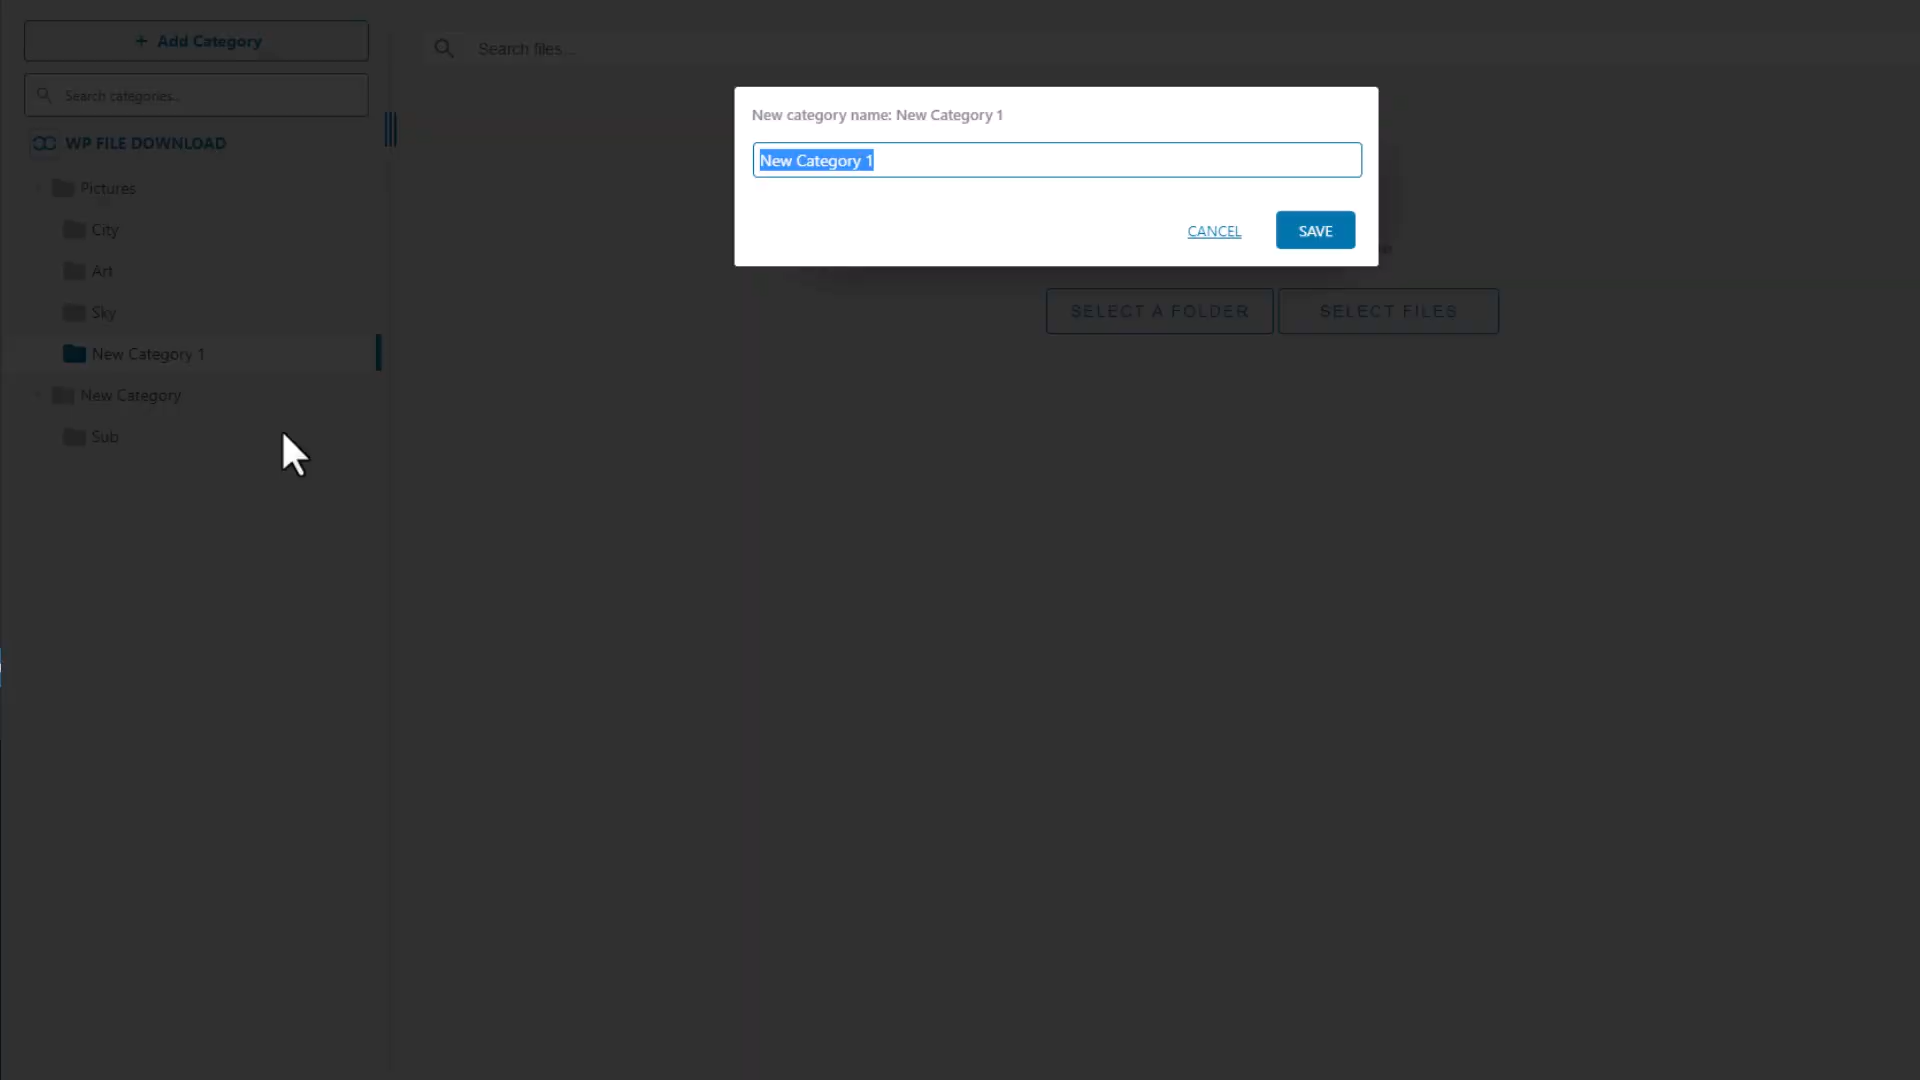 + Add Category
Search categories...
WP FILE DOWNLOAD
Pictures
City
Art
Sky
New Category 1
New Category
Sub
Search files...
New category name: New Category 1
New Category 1
CANCEL
SAVE
SELECT A FOLDER
SELECT FILES